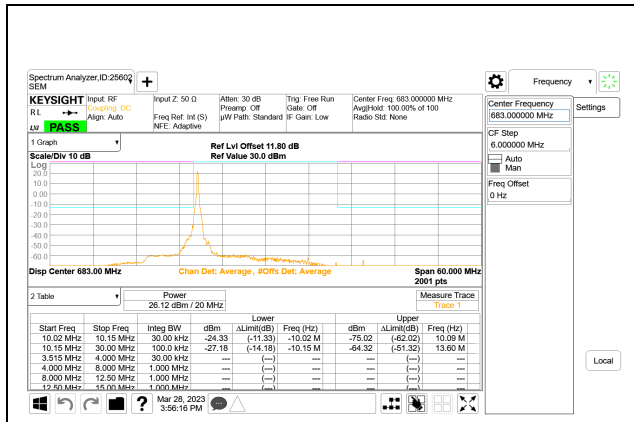 Spectrum Analyzer,ID:25602
SEM
Frequency
KEYSIGHT
RL
LXI
PASS
Input: RF
Coupling: DC
Align: Auto
Input Z: 50 Ω
Freq Ref: Int (S)
NFE: Adaptive
Atten: 30 dB
Preamp: Off
µW Path: Standard
Trig: Free Run
Gate: Off
IF Gain: Low
Center Freq: 683.000000 MHz
Avg|Hold: 100.00% of 100
Radio Std: None
Center Frequency
683.000000 MHz
Settings
CF Step
6.000000 MHz
Auto
Man
Freq Offset
0 Hz
Local
1 Graph
Scale/Div 10 dB
Ref Lvl Offset 11.80 dB
Ref Value 30.0 dBm
Log
20.0
10.0
0.00
-10.0
-20.0
-30.0
-40.0
-50.0
-60.0
Disp Center 683.00 MHz
Chan Det: Average, #Offs Det: Average
Span 60.000 MHz
2001 pts
2 Table
Power
26.12 dBm / 20 MHz
Measure Trace
Trace 1
Lower Upper
Start Freq Stop Freq Integ BW dBm ΔLimit(dB) Freq (Hz) dBm ΔLimit(dB) Freq (Hz)
10.02 MHz 10.15 MHz 30.00 kHz -24.33 (-11.33) -10.02 M -75.02 (-62.02) 10.09 M
10.15 MHz 30.00 MHz 100.0 kHz -27.18 (-14.18) -10.15 M -64.32 (-51.32) 13.60 M
3.515 MHz 4.000 MHz 30.00 kHz --- (---) --- --- (---) ---
4.000 MHz 8.000 MHz 1.000 MHz --- (---) --- --- (---) ---
8.000 MHz 12.50 MHz 1.000 MHz --- (---) --- --- (---) ---
12.50 MHz 15.00 MHz 1.000 MHz --- (---) --- --- (---) ---
Mar 28, 2023
3:56:16 PM